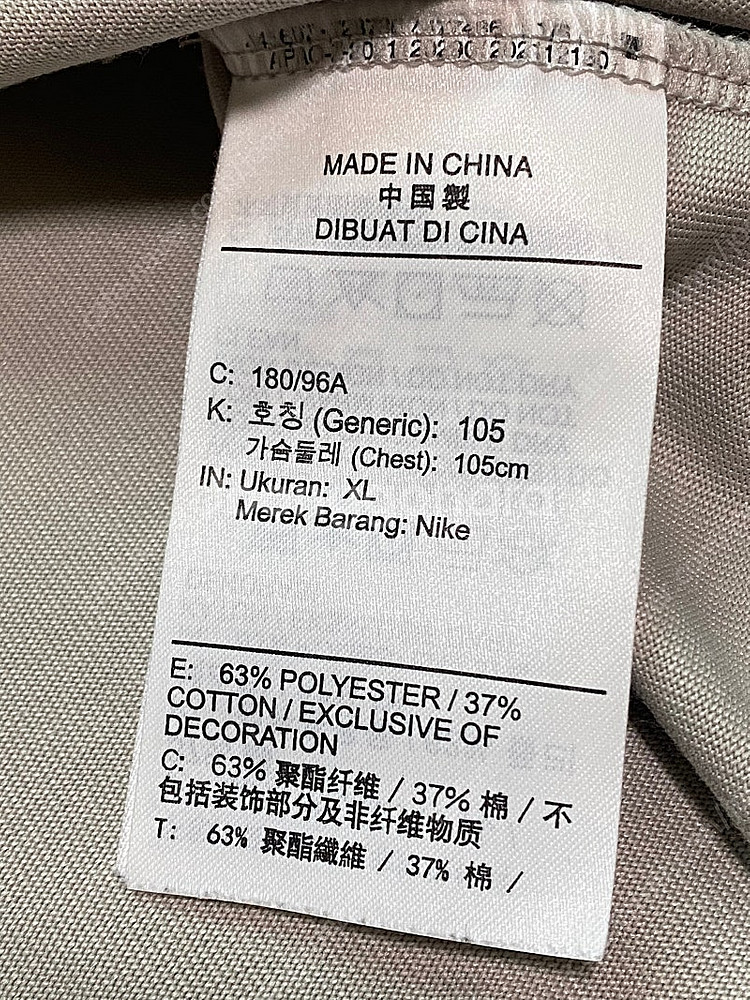 MADE IN CHINA
中国製
DIBUAT DI CINA
C: 180/96A
K: 호칭 (Generic): 105
가슴둘레 (Chest): 105cm
IN: Ukuran: XL
Merek Barang: Nike
E: 63% POLYESTER / 37%
COTTON / EXCLUSIVE OF
DECORATION
C: 63% 聚酯纤维 / 37% 棉 / 不
包括装饰部分及非纤维物质
T: 63% 聚酯纖維 / 37% 棉 /